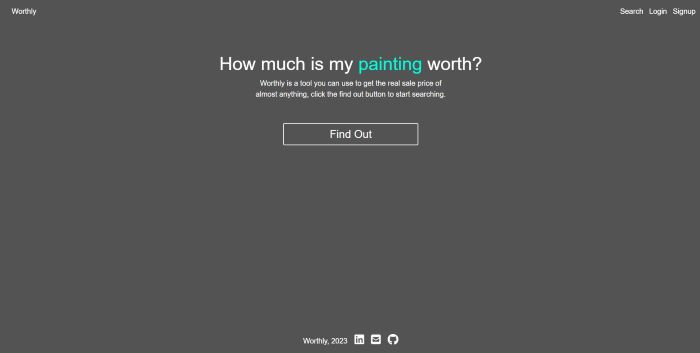 Worthly
Search Login Signup
How much is my painting worth?
Worthly is a tool you can use to get the real sale price of
almost anything, click the find out button to start searching.
Find Out
Worthly, 2023